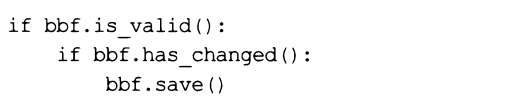 if bbf.is_valid():
    if bbf.has_changed():
        bbf.save()